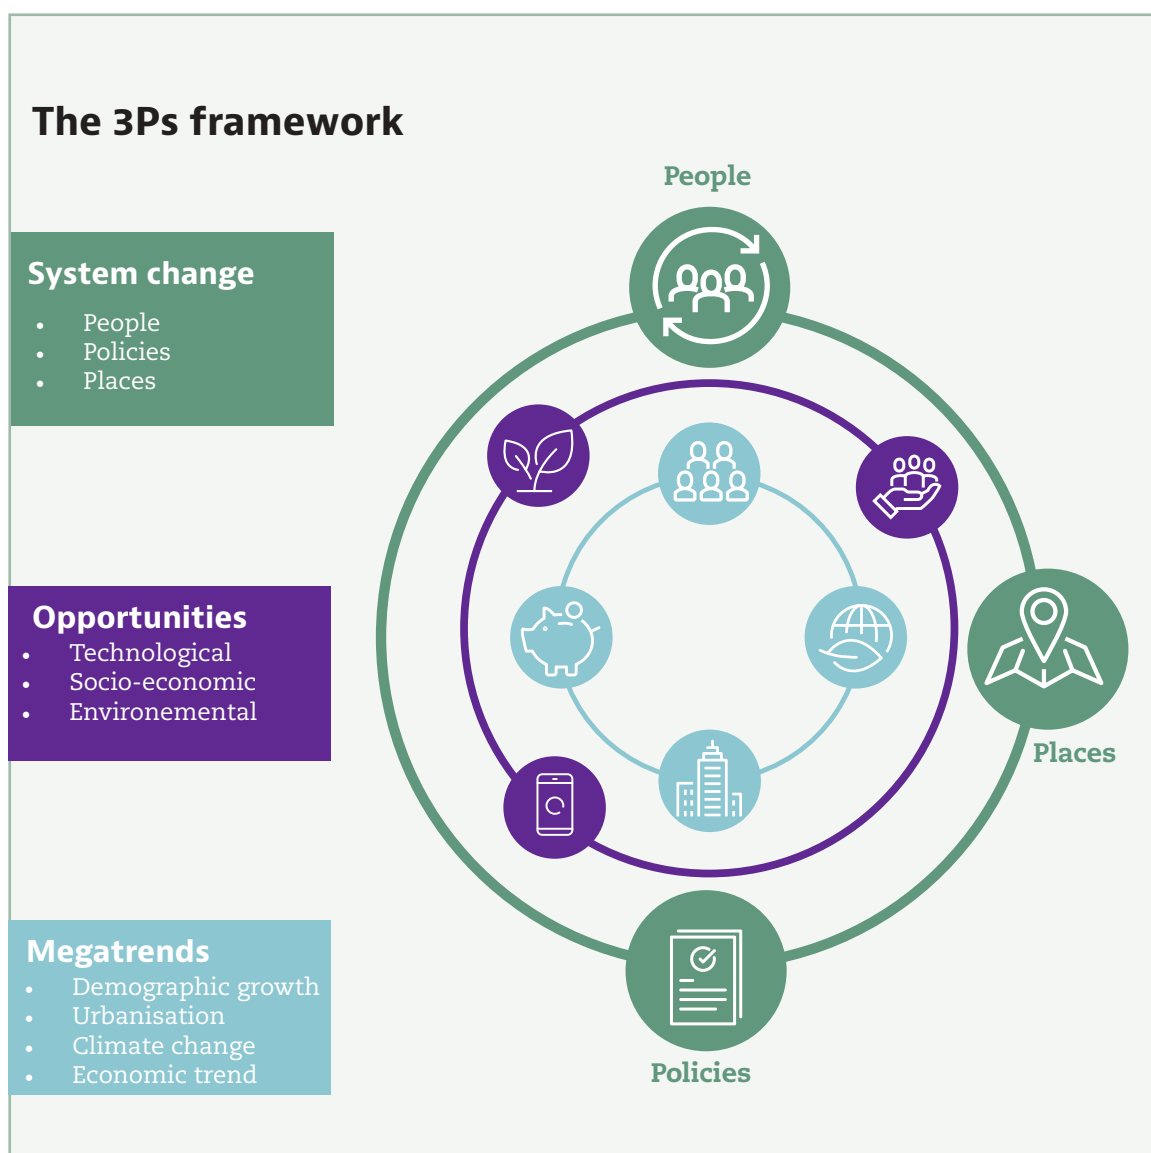 The 3Ps framework
People
System change
• People
• Policies
• Places
Opportunities
• Technological
• Socio-economic
• Environemental
Places
Megatrends
• Demographic growth
• Urbanisation
• Climate change
• Economic trend
Policies